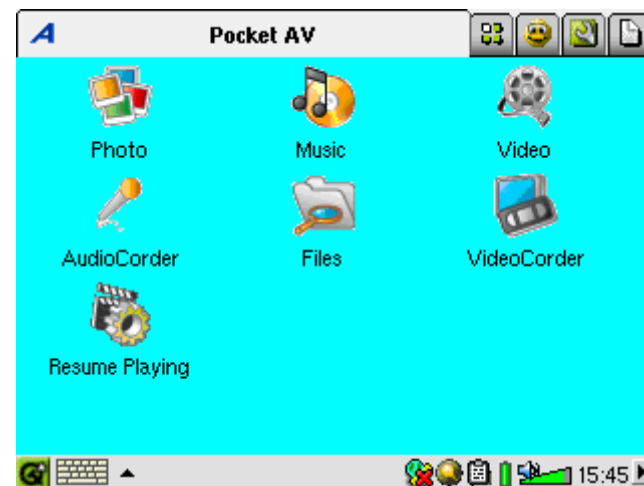 Pocket AV
Photo Music Video
AudioCorder Files VideoCorder
Resume Playing
15:45